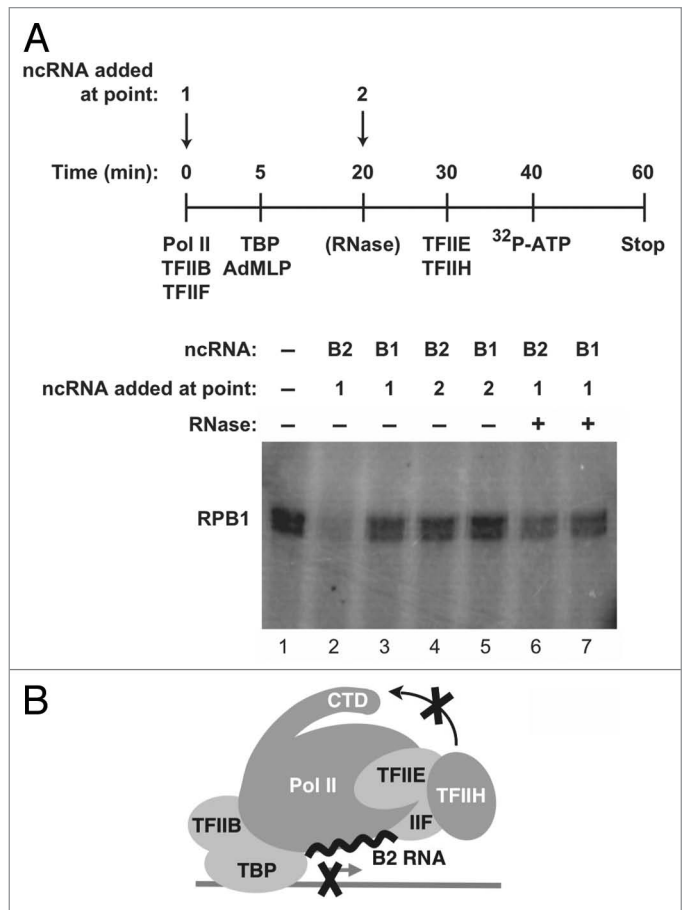 A
ncRNA added
at point: 1 2
Time (min): 0 5 20 30 40 60
Pol II TBP (RNase) TFIIE ³²P-ATP Stop
TFIIB AdMLP TFIIH
TFIIF
ncRNA: – B2 B1 B2 B1 B2 B1
ncRNA added at point: – 1 1 2 2 1 1
RNase: – – – – – + +
RPB1
1 2 3 4 5 6 7
B
CTD
TFIIE
Pol II
TFIIH
TFIIB
IIF
B2 RNA
TBP